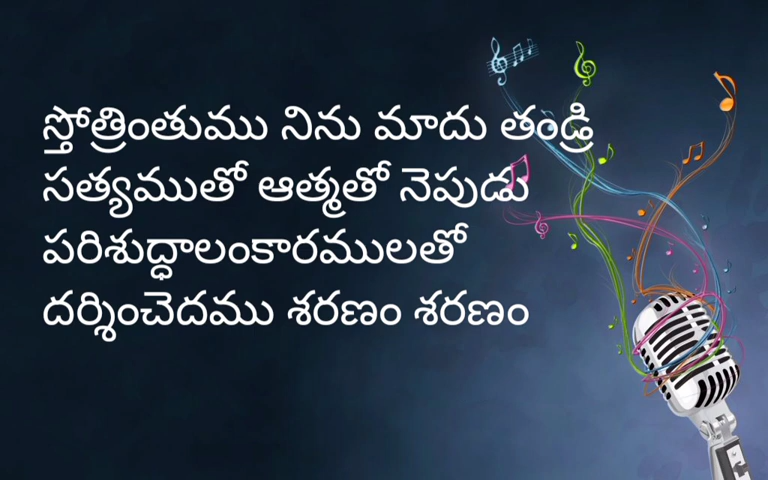 స్తోత్రింతుము నిను మాదు తండ్రి
సత్యముతో ఆత్మతో నెపుడు
పరిశుద్ధాలంకారములతో
దర్శించెదము శరణం శరణం